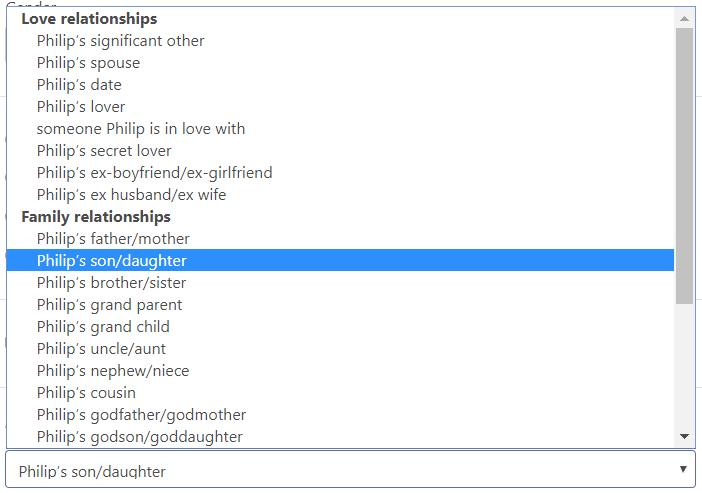 Gender
Love relationships
Philip's significant other
Philip's spouse
Philip's date
Philip's lover
someone Philip is in love with
Philip's secret lover
Philip's ex-boyfriend/ex-girlfriend
Philip's ex husband/ex wife
Family relationships
Philip's father/mother
Philip's son/daughter
Philip's brother/sister
Philip's grand parent
Philip's grand child
Philip's uncle/aunt
Philip's nephew/niece
Philip's cousin
Philip's godfather/godmother
Philip's godson/goddaughter
Philip's son/daughter